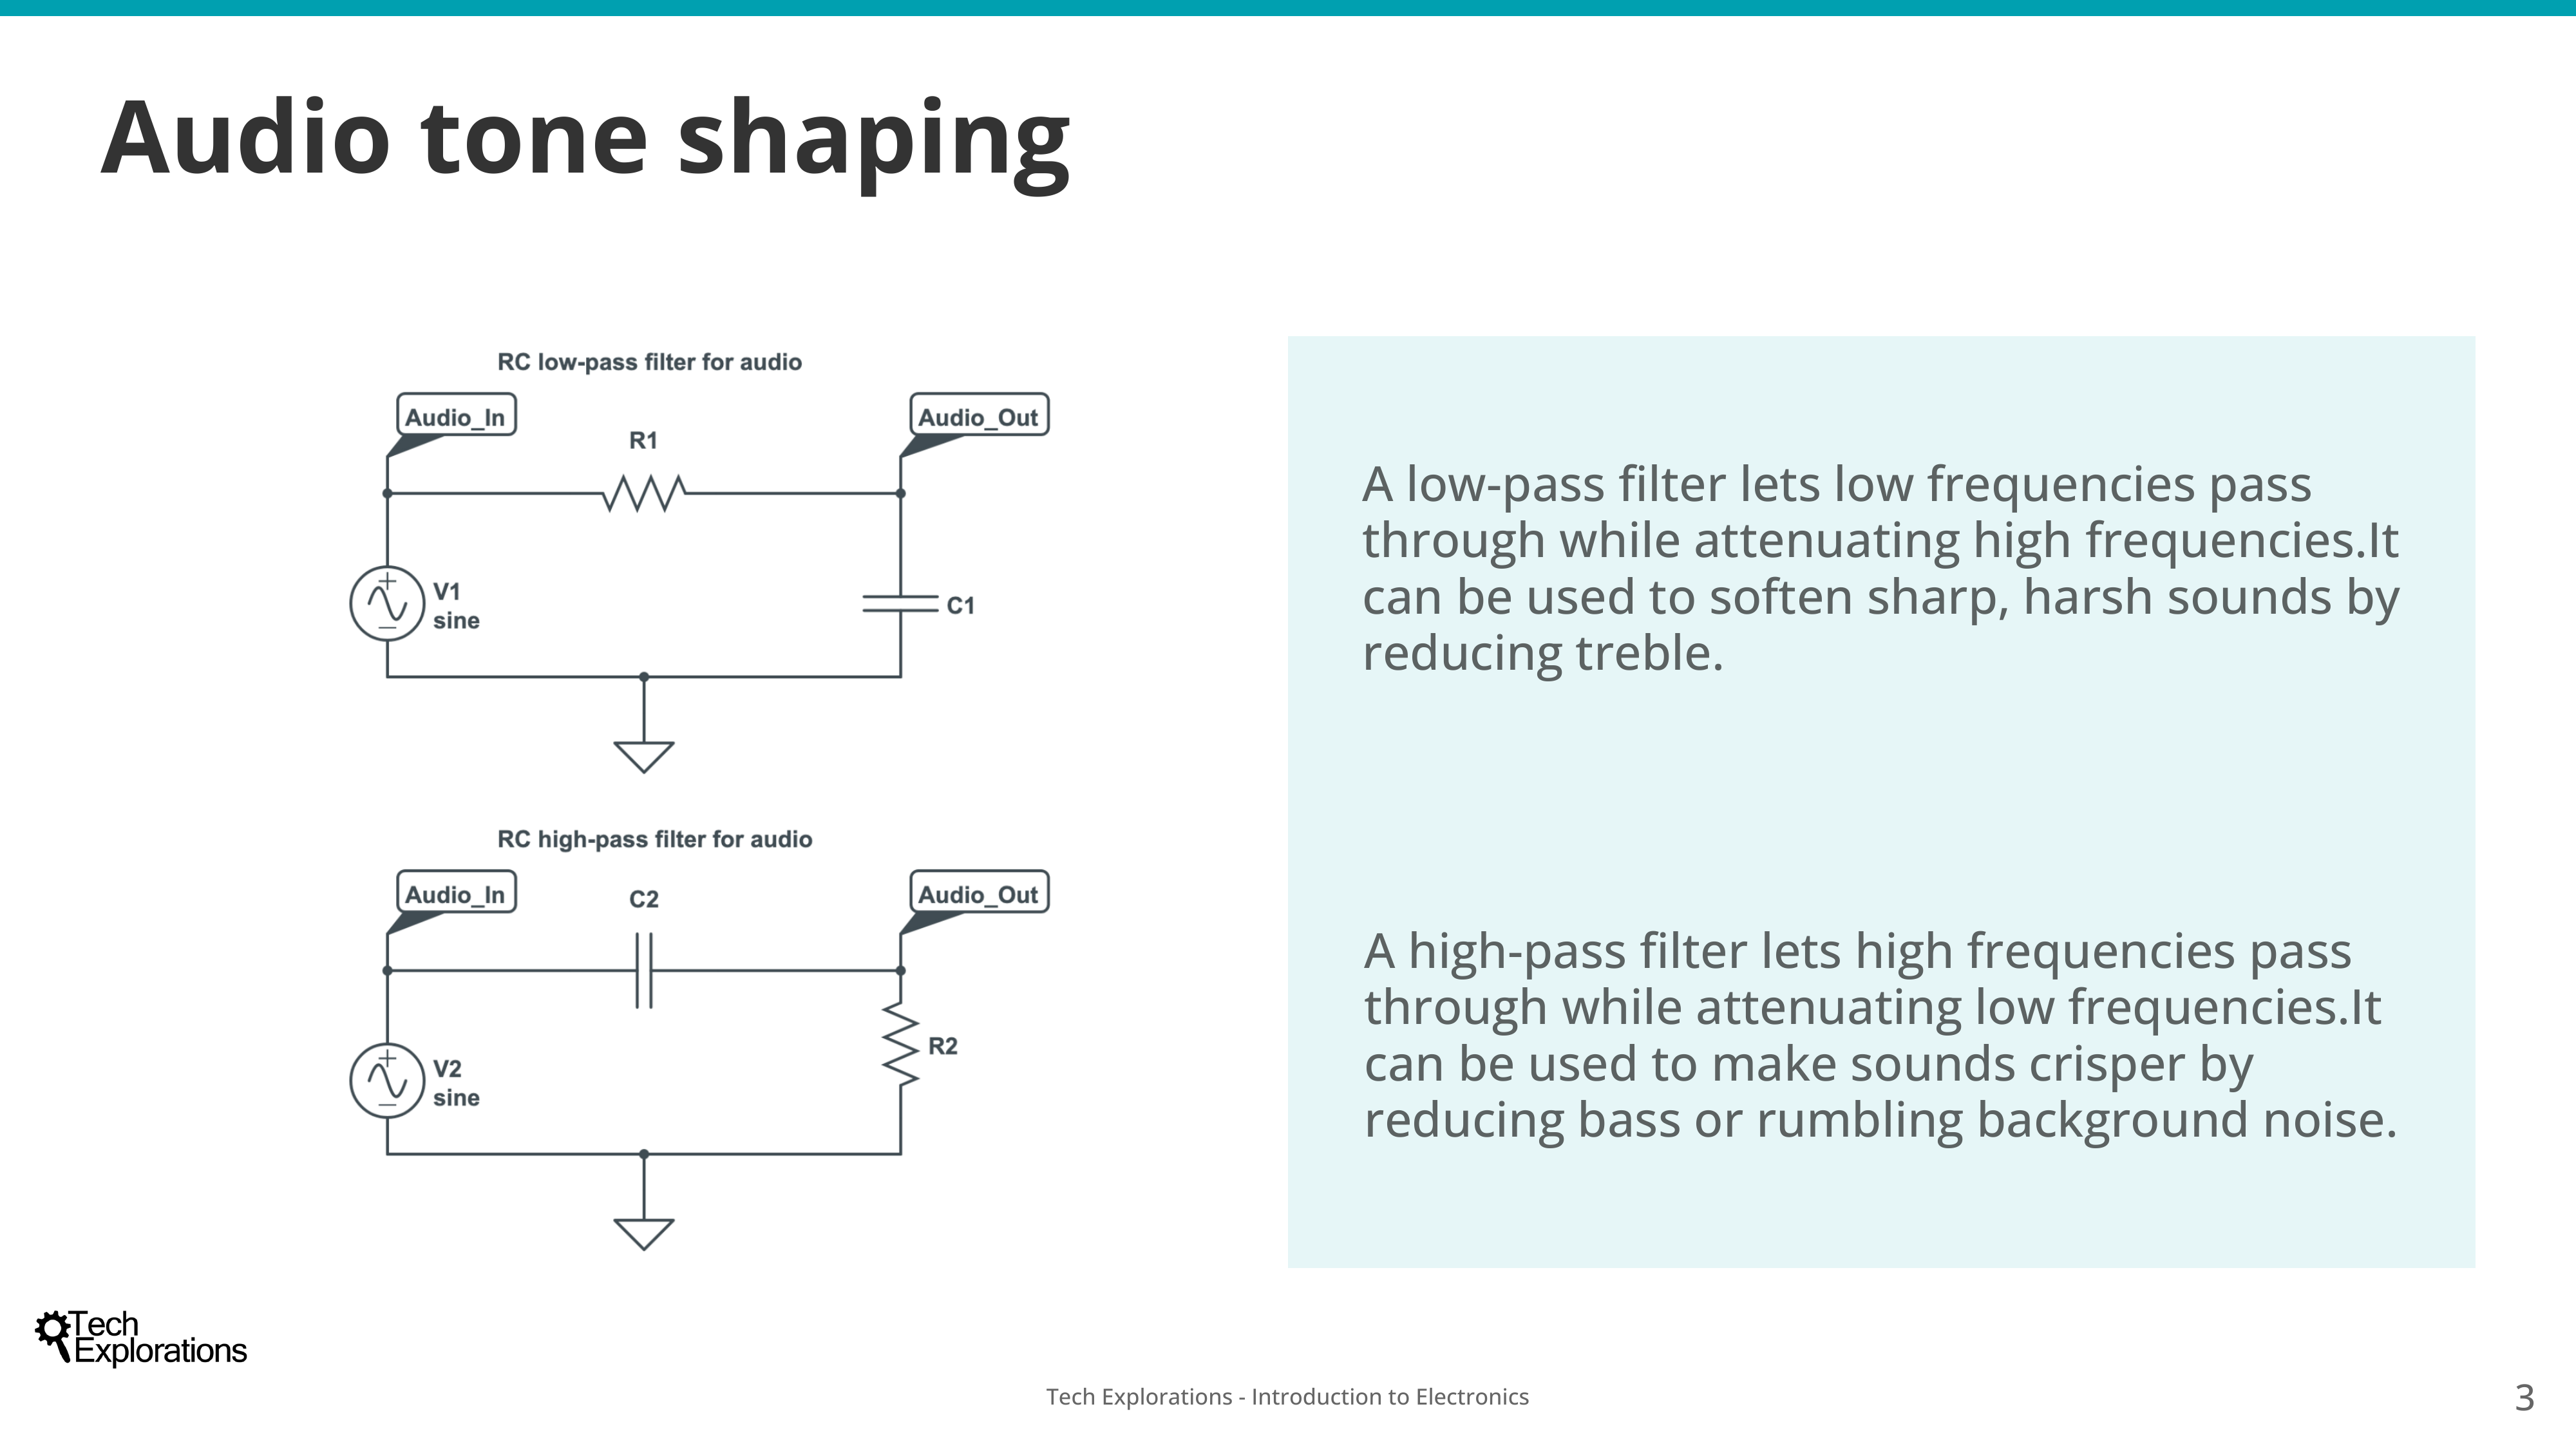 Audio tone shaping
RC low-pass filter for audio
Audio_In
Audio_Out
R1
V1
sine
C1
RC high-pass filter for audio
Audio_In
C2
Audio_Out
V2
sine
R2
A low-pass filter lets low frequencies pass
through while attenuating high frequencies.It
can be used to soften sharp, harsh sounds by
reducing treble.
A high-pass filter lets high frequencies pass
through while attenuating low frequencies.It
can be used to make sounds crisper by
reducing bass or rumbling background noise.
Tech
Explorations
Tech Explorations - Introduction to Electronics
3